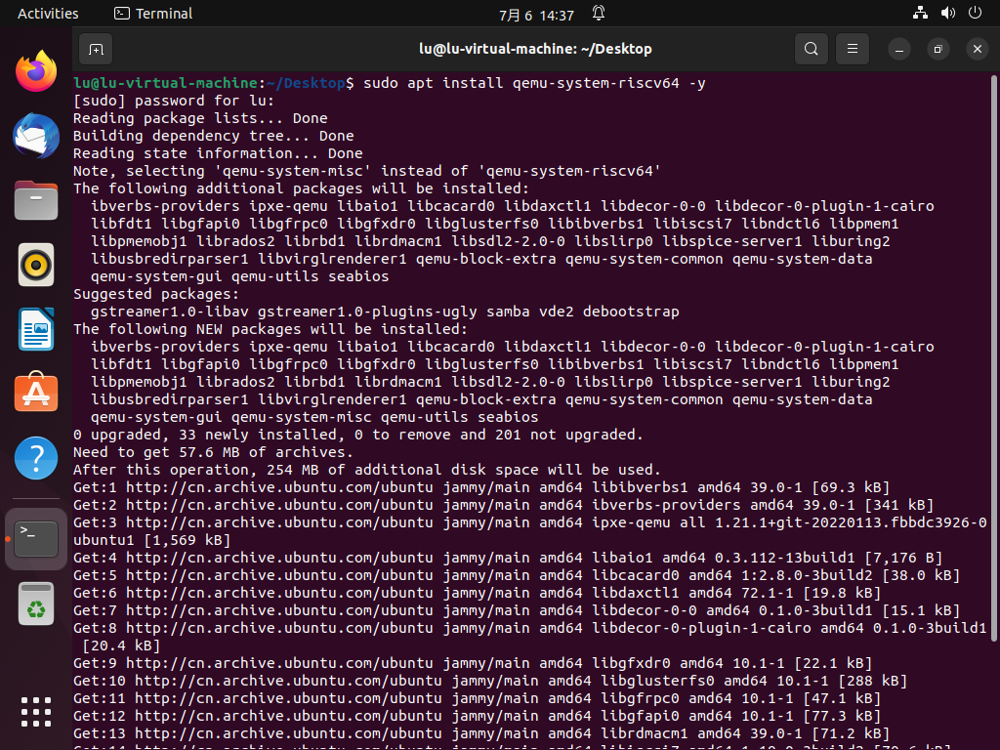 Activities
Terminal
7月 6 14:37
lu@lu-virtual-machine: ~/Desktop
lu@lu-virtual-machine:~/Desktop$ sudo apt install qemu-system-riscv64 -y
[sudo] password for lu:
Reading package lists... Done
Building dependency tree... Done
Reading state information... Done
Note, selecting 'qemu-system-misc' instead of 'qemu-system-riscv64'
The following additional packages will be installed:
ibverbs-providers ipxe-qemu libaio1 libcacard0 libdaxctl1 libdecor-0-0 libdecor-0-plugin-1-cairo
libfdt1 libgfapi0 libgfrpc0 libgfxdr0 libglusterfs0 libibverbs1 libiscsi7 libndctl6 libpmem1
libpmemobj1 librados2 librbd1 librdmacm1 libsdl2-2.0-0 libslirp0 libspice-server1 liburing2
libusbredirparser1 libvirglrenderer1 qemu-block-extra qemu-system-common qemu-system-data
qemu-system-gui qemu-utils seabios
Suggested packages:
gstreamer1.0-libav gstreamer1.0-plugins-ugly samba vde2 debootstrap
The following NEW packages will be installed:
ibverbs-providers ipxe-qemu libaio1 libcacard0 libdaxctl1 libdecor-0-0 libdecor-0-plugin-1-cairo
libfdt1 libgfapi0 libgfrpc0 libgfxdr0 libglusterfs0 libibverbs1 libiscsi7 libndctl6 libpmem1
libpmemobj1 librados2 librbd1 librdmacm1 libsdl2-2.0-0 libslirp0 libspice-server1 liburing2
libusbredirparser1 libvirglrenderer1 qemu-block-extra qemu-system-common qemu-system-data
qemu-system-gui qemu-system-misc qemu-utils seabios
0 upgraded, 33 newly installed, 0 to remove and 201 not upgraded.
Need to get 57.6 MB of archives.
After this operation, 254 MB of additional disk space will be used.
Get:1 http://cn.archive.ubuntu.com/ubuntu jammy/main amd64 libibverbs1 amd64 39.0-1 [69.3 kB]
Get:2 http://cn.archive.ubuntu.com/ubuntu jammy/main amd64 ibverbs-providers amd64 39.0-1 [341 kB]
Get:3 http://cn.archive.ubuntu.com/ubuntu jammy/main amd64 ipxe-qemu all 1.21.1+git-20220113.fbbdc3926-0
ubuntu1 [1,569 kB]
Get:4 http://cn.archive.ubuntu.com/ubuntu jammy/main amd64 libaio1 amd64 0.3.112-13build1 [7,176 B]
Get:5 http://cn.archive.ubuntu.com/ubuntu jammy/main amd64 libcacard0 amd64 1:2.8.0-3build2 [38.0 kB]
Get:6 http://cn.archive.ubuntu.com/ubuntu jammy/main amd64 libdaxctl1 amd64 72.1-1 [19.8 kB]
Get:7 http://cn.archive.ubuntu.com/ubuntu jammy/main amd64 libdecor-0-0 amd64 0.1.0-3build1 [15.1 kB]
Get:8 http://cn.archive.ubuntu.com/ubuntu jammy/main amd64 libdecor-0-plugin-1-cairo amd64 0.1.0-3build1
[20.4 kB]
Get:9 http://cn.archive.ubuntu.com/ubuntu jammy/main amd64 libgfxdr0 amd64 10.1-1 [22.1 kB]
Get:10 http://cn.archive.ubuntu.com/ubuntu jammy/main amd64 libglusterfs0 amd64 10.1-1 [288 kB]
Get:11 http://cn.archive.ubuntu.com/ubuntu jammy/main amd64 libgfrpc0 amd64 10.1-1 [47.1 kB]
Get:12 http://cn.archive.ubuntu.com/ubuntu jammy/main amd64 libgfapi0 amd64 10.1-1 [77.3 kB]
Get:13 http://cn.archive.ubuntu.com/ubuntu jammy/main amd64 librdmacm1 amd64 39.0-1 [71.2 kB]